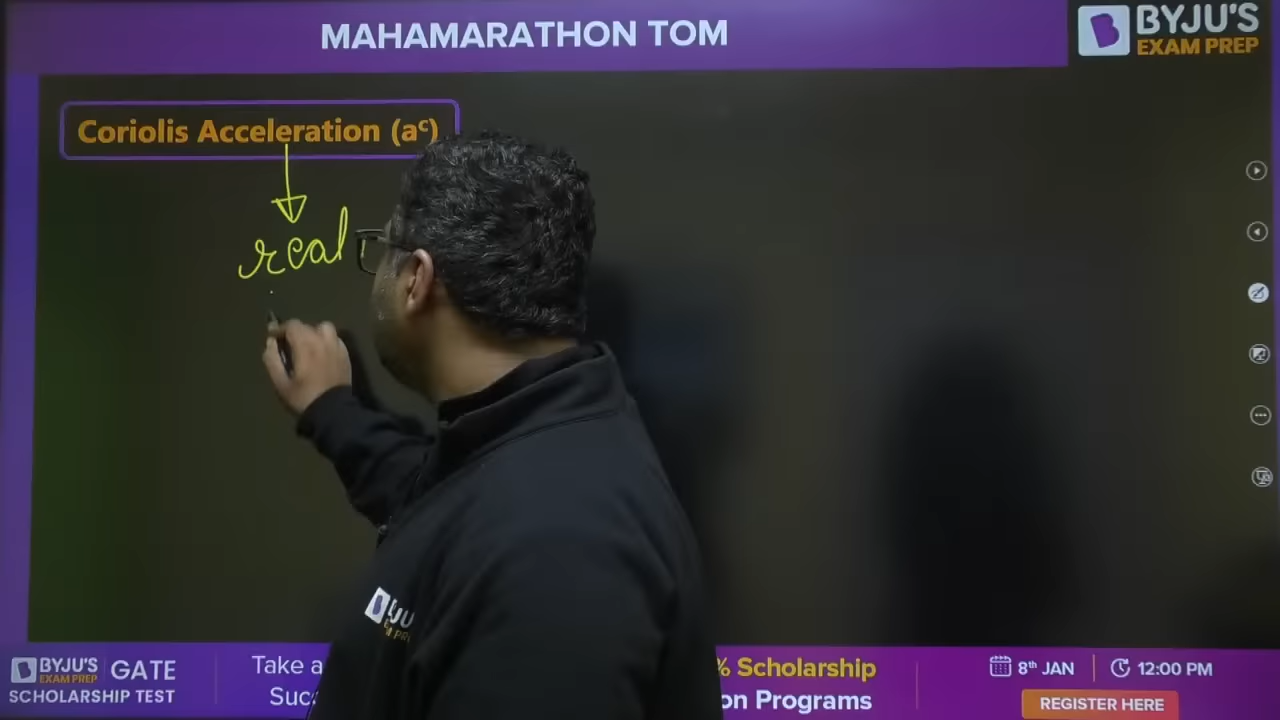 MAHAMARATHON TOM
BYJU'S
EXAM PREP
Coriolis Acceleration (aᶜ)
real
BYJU'S
EXAM PREP
GATE
SCHOLARSHIP TEST
Take a
% Scholarship
on Programs
8th JAN
12:00 PM
REGISTER HERE